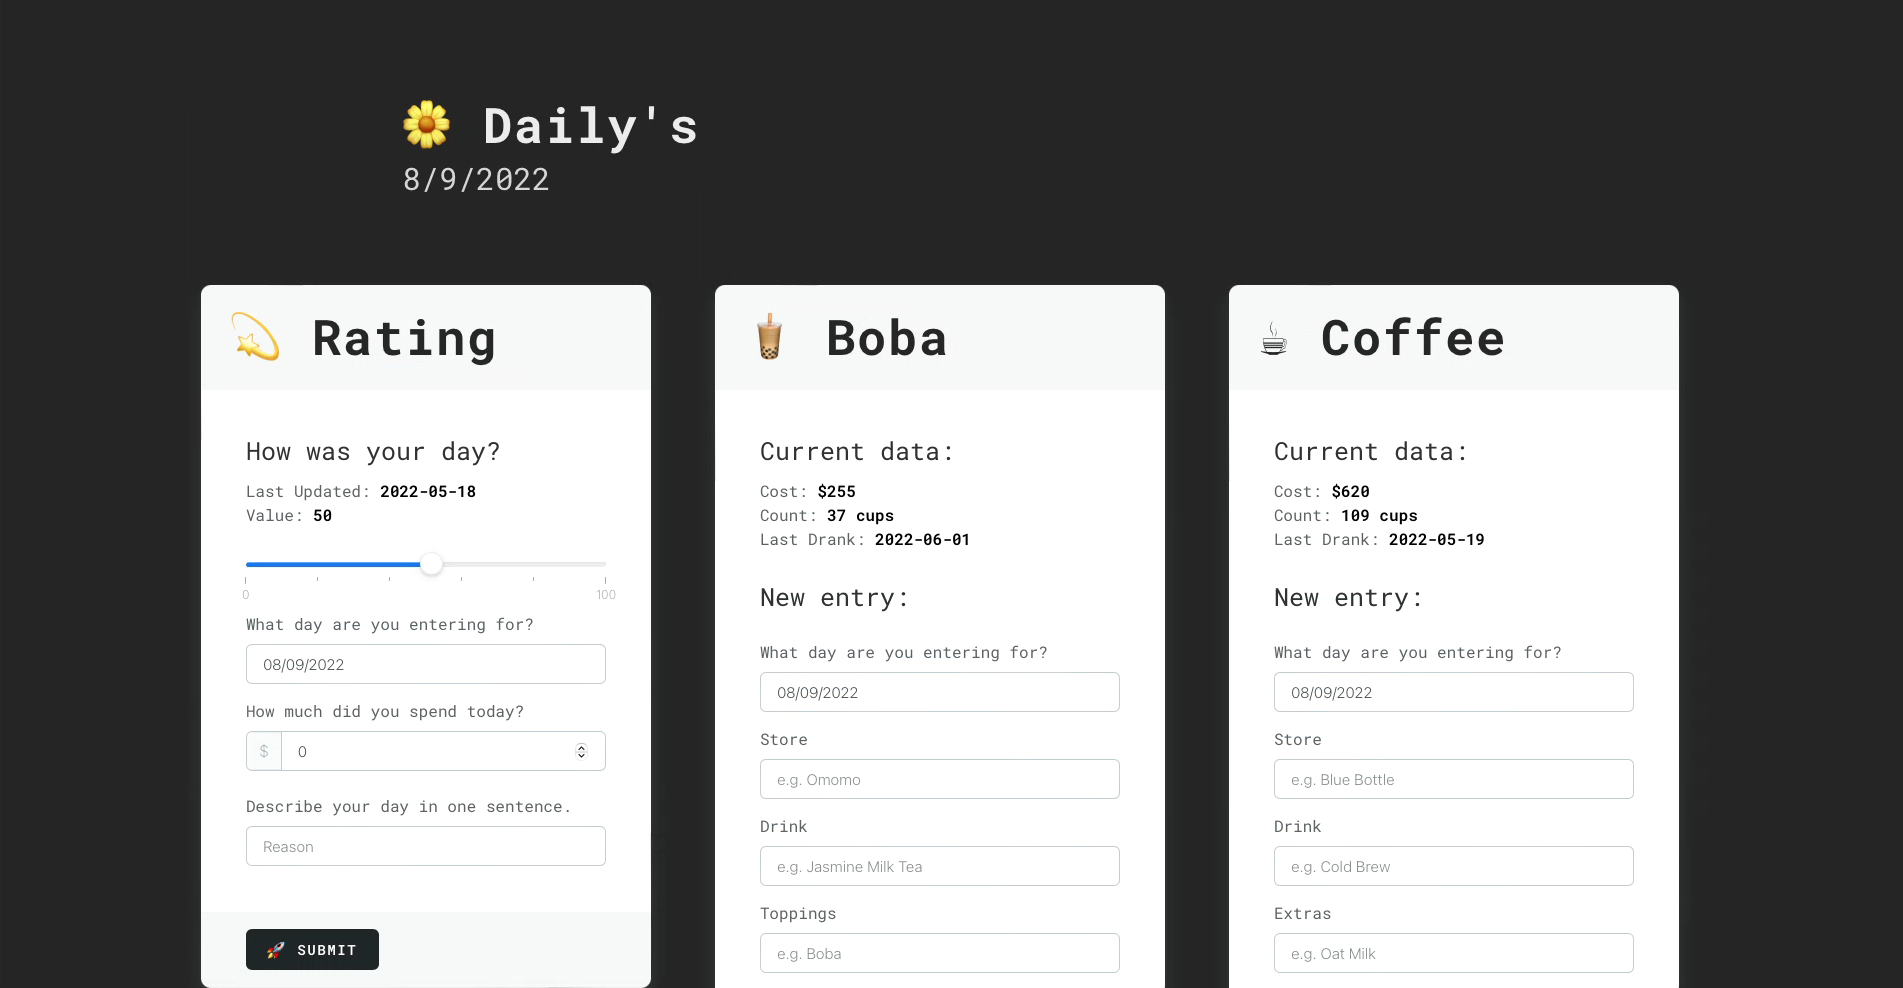 Daily's
8/9/2022
Rating
How was your day?
Last Updated: 2022-05-18
Value: 50
0 100
What day are you entering for?
08/09/2022
How much did you spend today?
$ 0
Describe your day in one sentence.
Reason
SUBMIT
Boba
Current data:
Cost: $255
Count: 37 cups
Last Drank: 2022-06-01
New entry:
What day are you entering for?
08/09/2022
Store
e.g. Omomo
Drink
e.g. Jasmine Milk Tea
Toppings
e.g. Boba
Coffee
Current data:
Cost: $620
Count: 109 cups
Last Drank: 2022-05-19
New entry:
What day are you entering for?
08/09/2022
Store
e.g. Blue Bottle
Drink
e.g. Cold Brew
Extras
e.g. Oat Milk